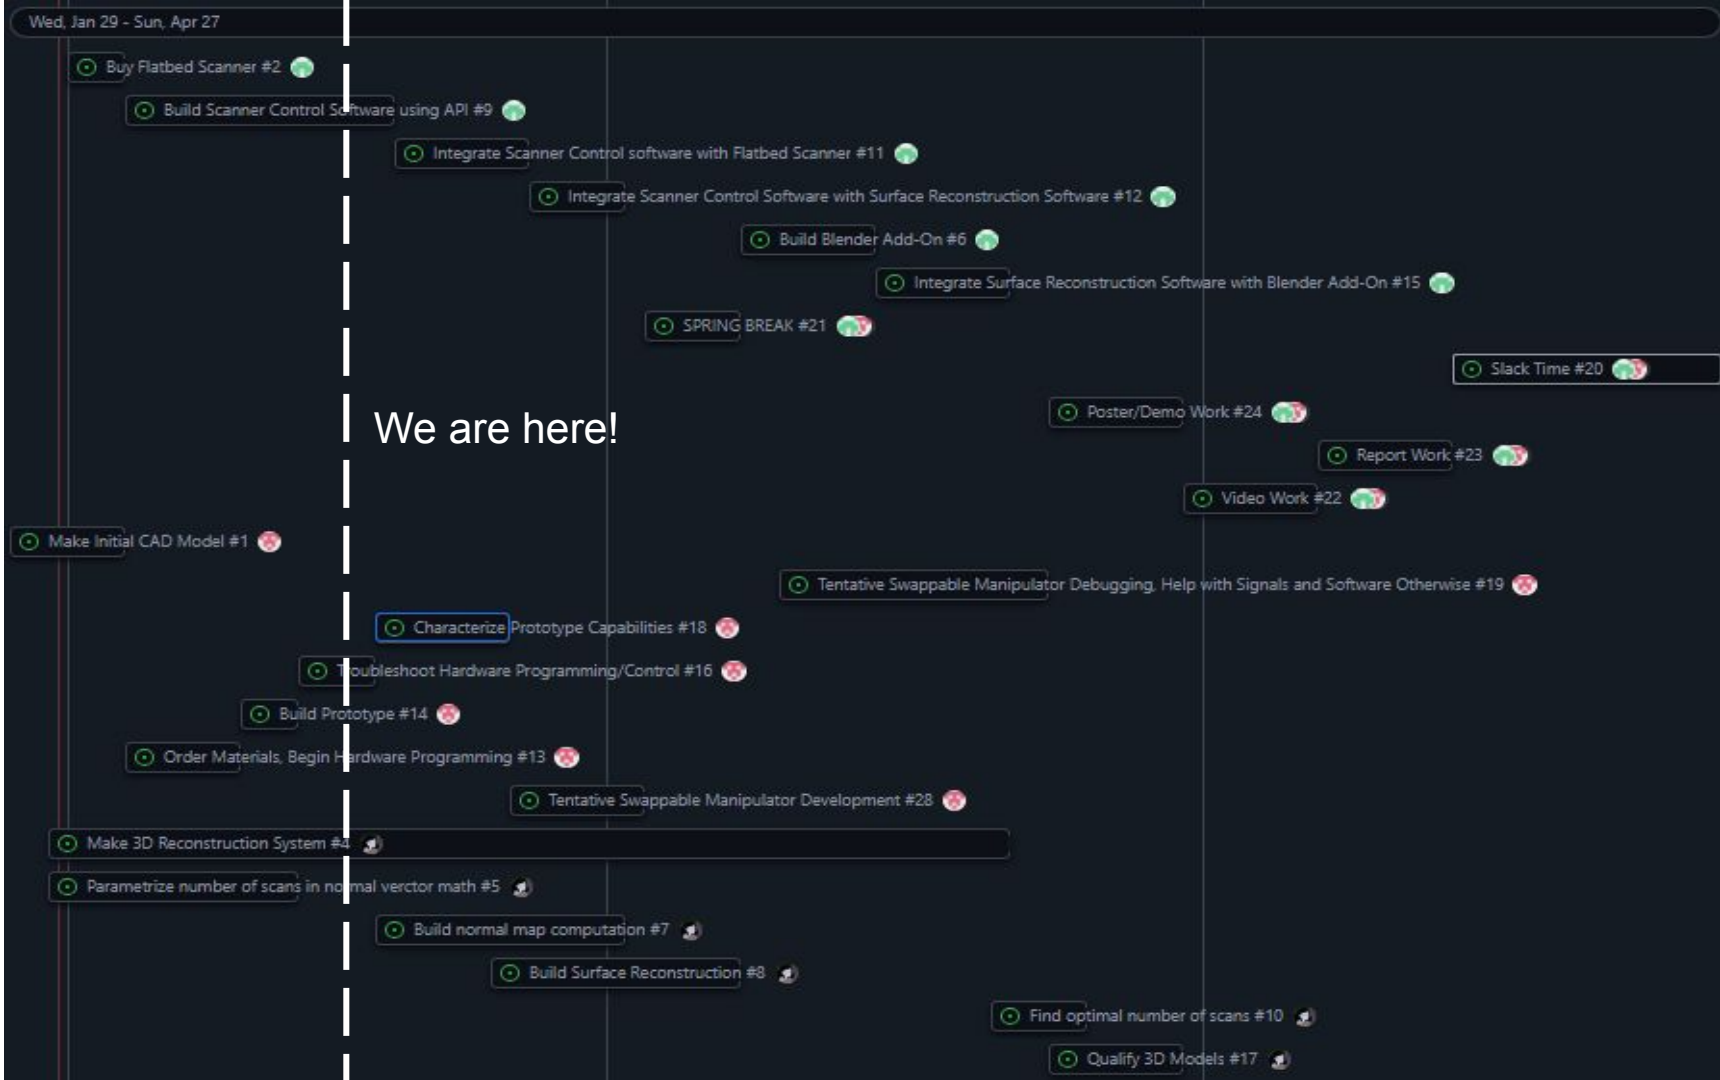 Wed, Jan 29 - Sun, Apr 27
Buy Flatbed Scanner #2
Build Scanner Control Software using API #9
Integrate Scanner Control software with Flatbed Scanner #11
Integrate Scanner Control Software with Surface Reconstruction Software #12
Build Blender Add-On #6
Integrate Surface Reconstruction Software with Blender Add-On #15
SPRING BREAK #21
Slack Time #20
Poster/Demo Work #24
We are here!
Report Work #23
Video Work #22
Make Initial CAD Model #1
Tentative Swappable Manipulator Debugging, Help with Signals and Software Otherwise #19
Characterize Prototype Capabilities #18
Troubleshoot Hardware Programming/Control #16
Build Prototype #14
Order Materials, Begin Hardware Programming #13
Tentative Swappable Manipulator Development #28
Make 3D Reconstruction System #4
Parametrize number of scans in normal verctor math #5
Build normal map computation #7
Build Surface Reconstruction #8
Find optimal number of scans #10
Qualify 3D Models #17